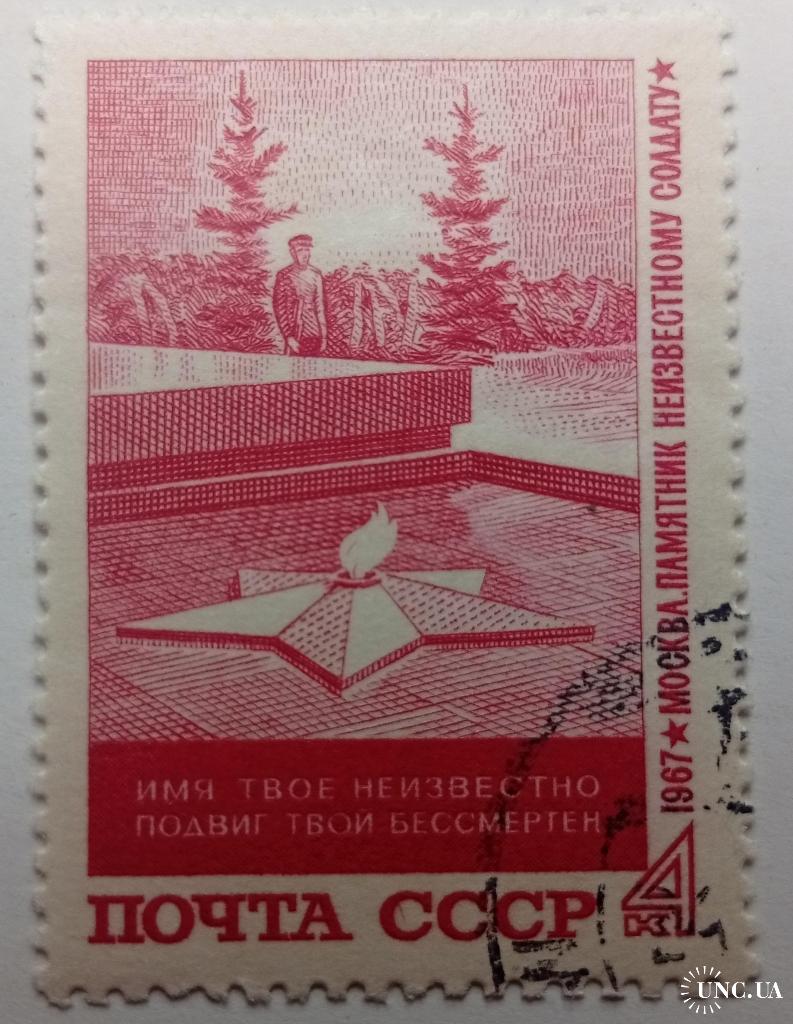 ИМЯ ТВОЕ НЕИЗВЕСТНО
ПОДВИГ ТВОЙ БЕССМЕРТЕН
ПОЧТА СССР
4 К
1967★МОСКВА.ПАМЯТНИК НЕИЗВЕСТНОМУ СОЛДАТУ★
UNC.UA